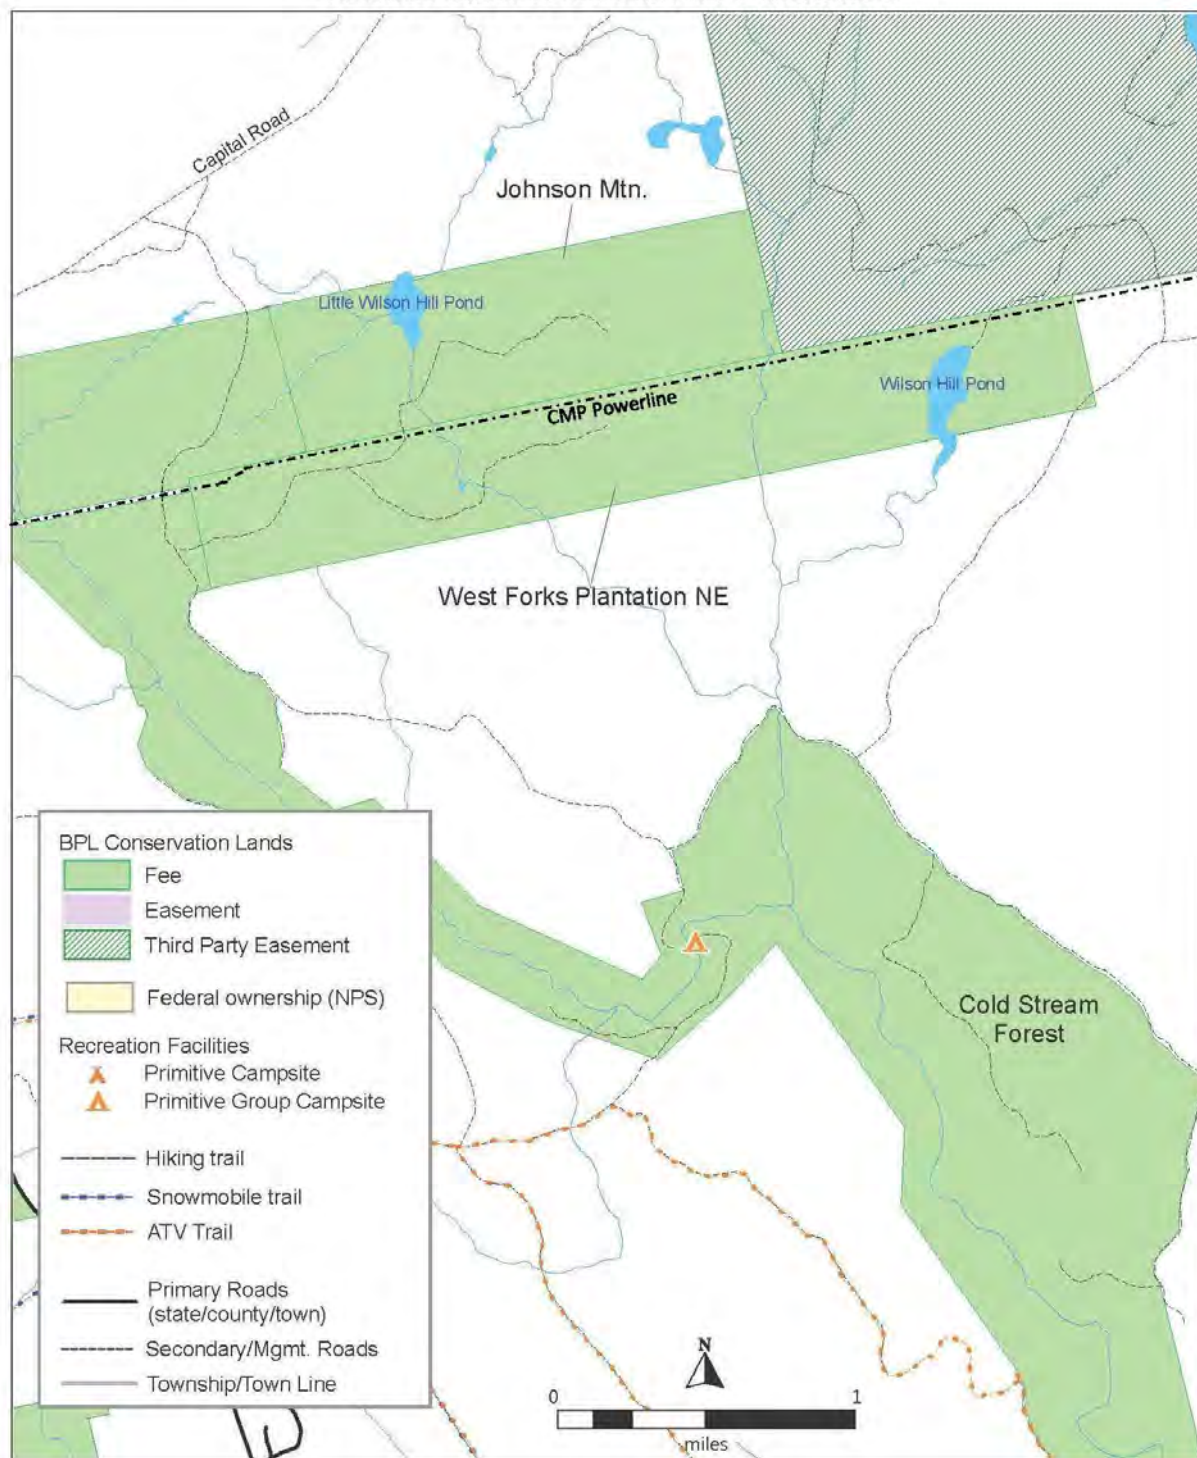 Capital Road
Johnson Mtn.
Little Wilson Hill Pond
Wilson Hill Pond
CMP Powerline
West Forks Plantation NE
Cold Stream
Forest
BPL Conservation Lands
Fee
Easement
Third Party Easement
Federal ownership (NPS)
Recreation Facilities
Primitive Campsite
Primitive Group Campsite
Hiking trail
Snowmobile trail
ATV Trail
Primary Roads
(state/county/town)
Secondary/Mgmt. Roads
Township/Town Line
N
0 1
miles